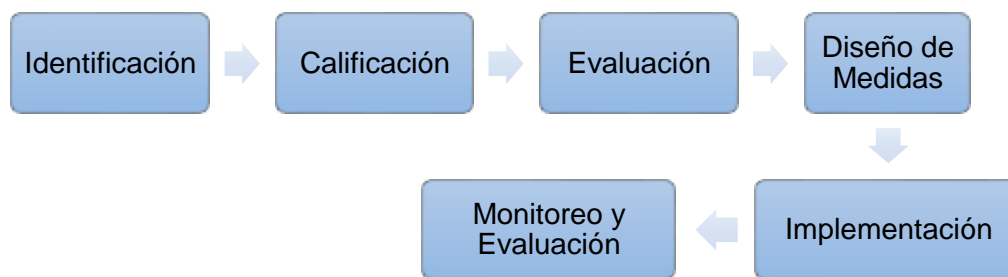 Identificación
Calificación
Evaluación
Diseño de
Medidas
Implementación
Monitoreo y
Evaluación